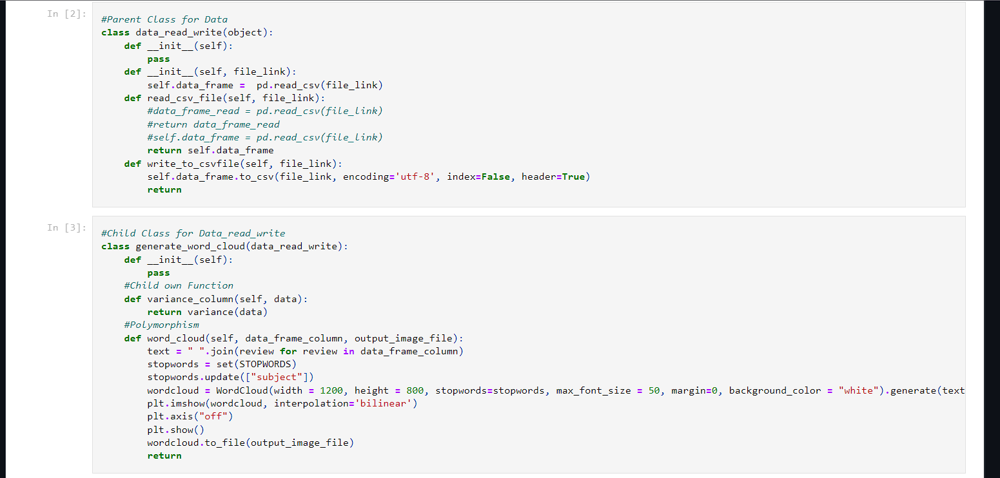 In [2]:
#Parent Class for Data
class data_read_write(object):
    def __init__(self):
        pass
    def __init__(self, file_link):
        self.data_frame =  pd.read_csv(file_link)
    def read_csv_file(self, file_link):
        #data_frame_read = pd.read_csv(file_link)
        #return data_frame_read
        #self.data_frame = pd.read_csv(file_link)
        return self.data_frame
    def write_to_csvfile(self, file_link):
        self.data_frame.to_csv(file_link, encoding='utf-8', index=False, header=True)
        return
In [3]:
#Child Class for Data_read_write
class generate_word_cloud(data_read_write):
    def __init__(self):
        pass
    #Child own Function
    def variance_column(self, data):
        return variance(data)
    #Polymorphism
    def word_cloud(self, data_frame_column, output_image_file):
        text = " ".join(review for review in data_frame_column)
        stopwords = set(STOPWORDS)
        stopwords.update(["subject"])
        wordcloud = WordCloud(width = 1200, height = 800, stopwords=stopwords, max_font_size = 50, margin=0, background_color = "white").generate(text
        plt.imshow(wordcloud, interpolation='bilinear')
        plt.axis("off")
        plt.show()
        wordcloud.to_file(output_image_file)
        return